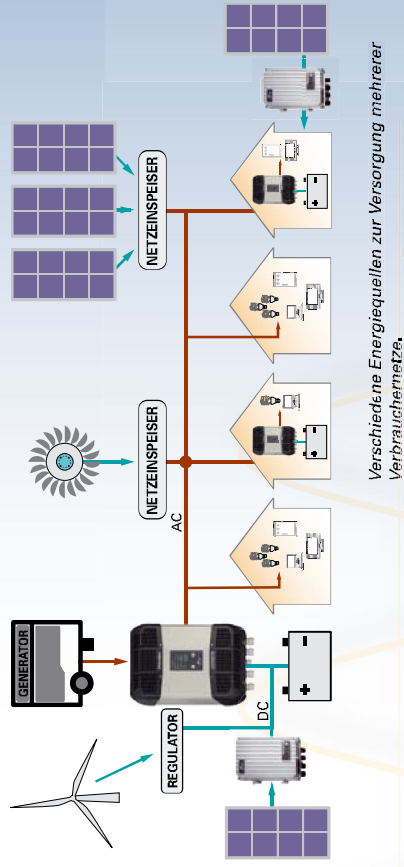 GENERATOR
REGULATOR
DC
AC
NETZEINSPEISER
NETZEINSPEISER
Verschiedene Energiequellen zur Versorgung mehrerer
Verbrauchernetze.